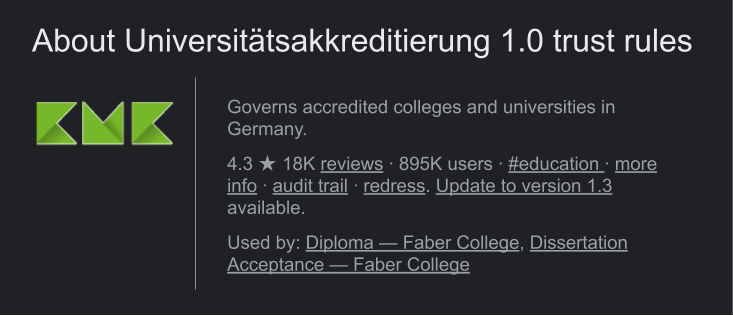 About Universitätsakkreditierung 1.0 trust rules
KMK
Governs accredited colleges and universities in
Germany.
4.3 ★ 18K reviews · 895K users · #education · more
info · audit trail · redress. Update to version 1.3
available.
Used by: Diploma — Faber College, Dissertation
Acceptance — Faber College